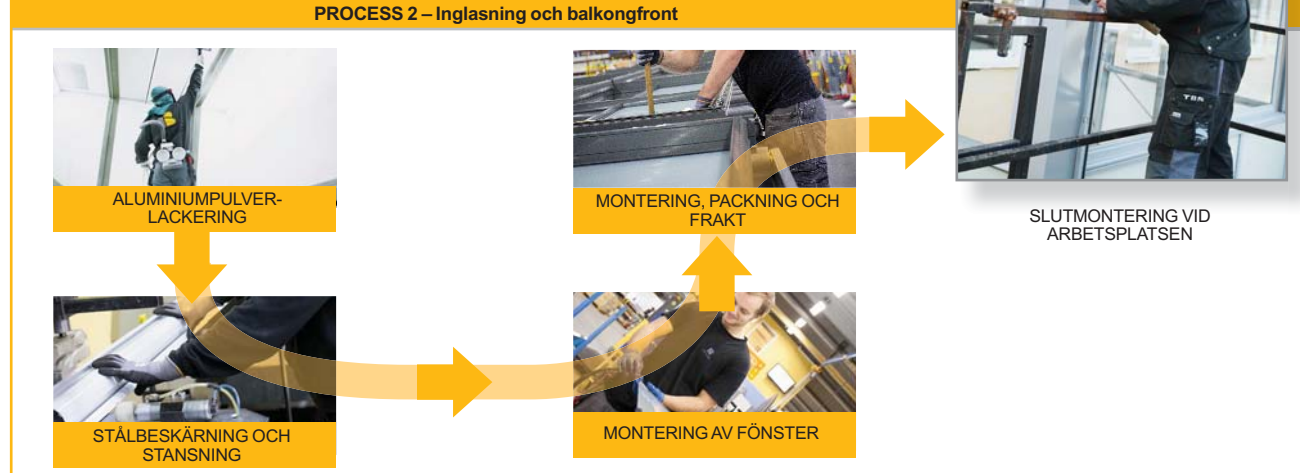 PROCESS 2 – Inglasning och balkongfront
ALUMINIUMPULVER-
LACKERING
STÅLBESKÄRNING OCH
STANSNING
MONTERING AV FÖNSTER
MONTERING, PACKNING OCH
FRAKT
SLUTMONTERING VID
ARBETSPLATSEN